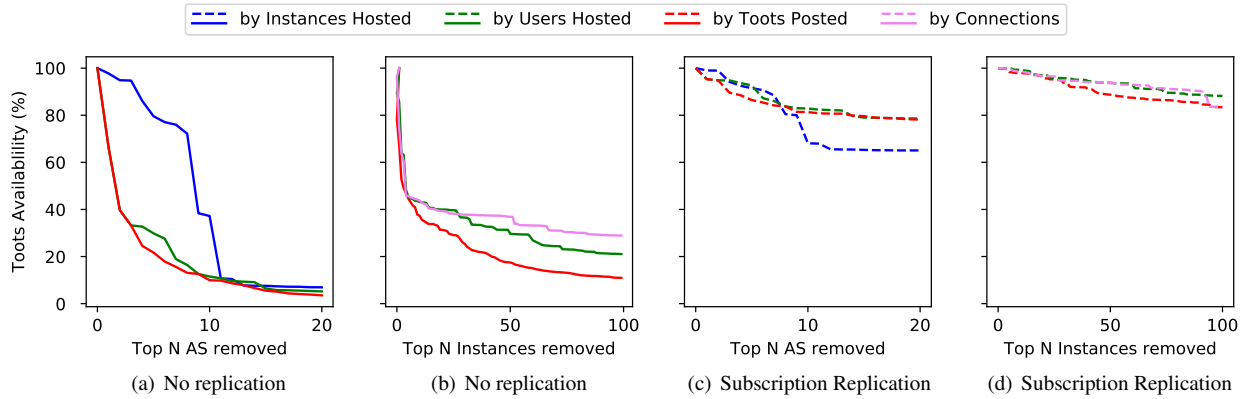 by Instances Hosted by Users Hosted by Toots Posted by Connections
Toots Availablility (%)
100
80
60
40
20
0
0 10 20
Top N AS removed
(a) No replication
0 50 100
Top N Instances removed
(b) No replication
0 10 20
Top N AS removed
(c) Subscription Replication
0 50 100
Top N Instances removed
(d) Subscription Replication